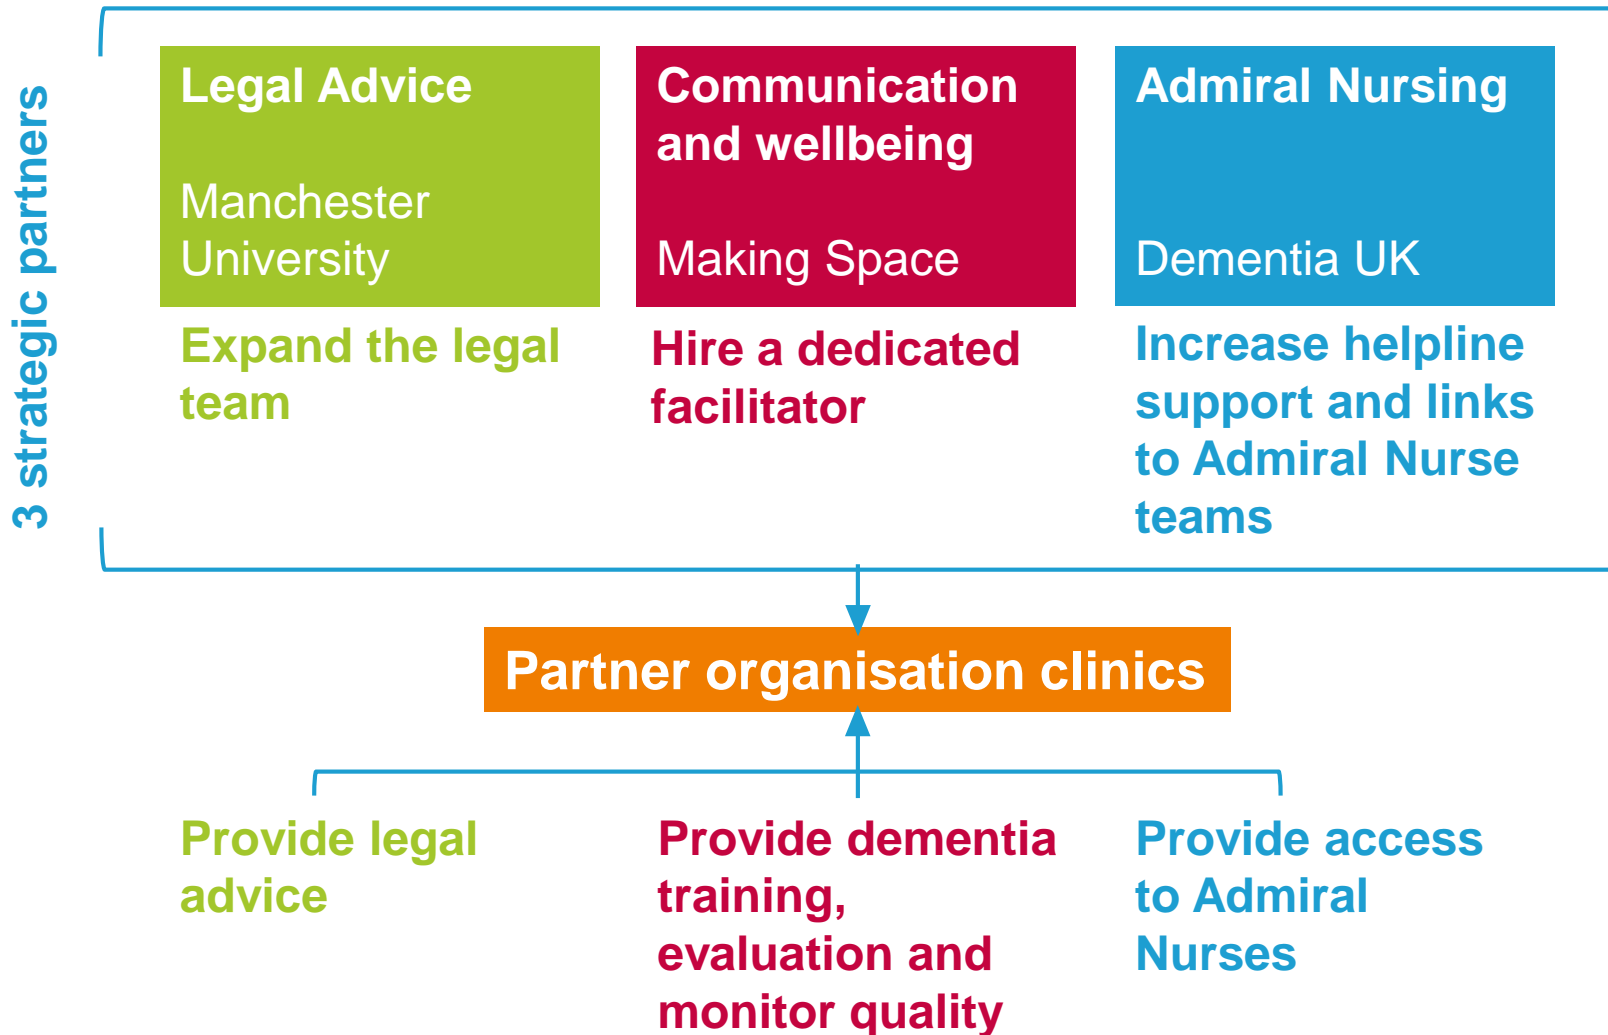 3 strategic partners
Legal Advice
Manchester
University
Communication
and wellbeing
Making Space
Admiral Nursing
Dementia UK
Expand the legal
team
Hire a dedicated
facilitator
Increase helpline
support and links
to Admiral Nurse
teams
Partner organisation clinics
Provide legal
advice
Provide dementia
training,
evaluation and
monitor quality
Provide access
to Admiral
Nurses